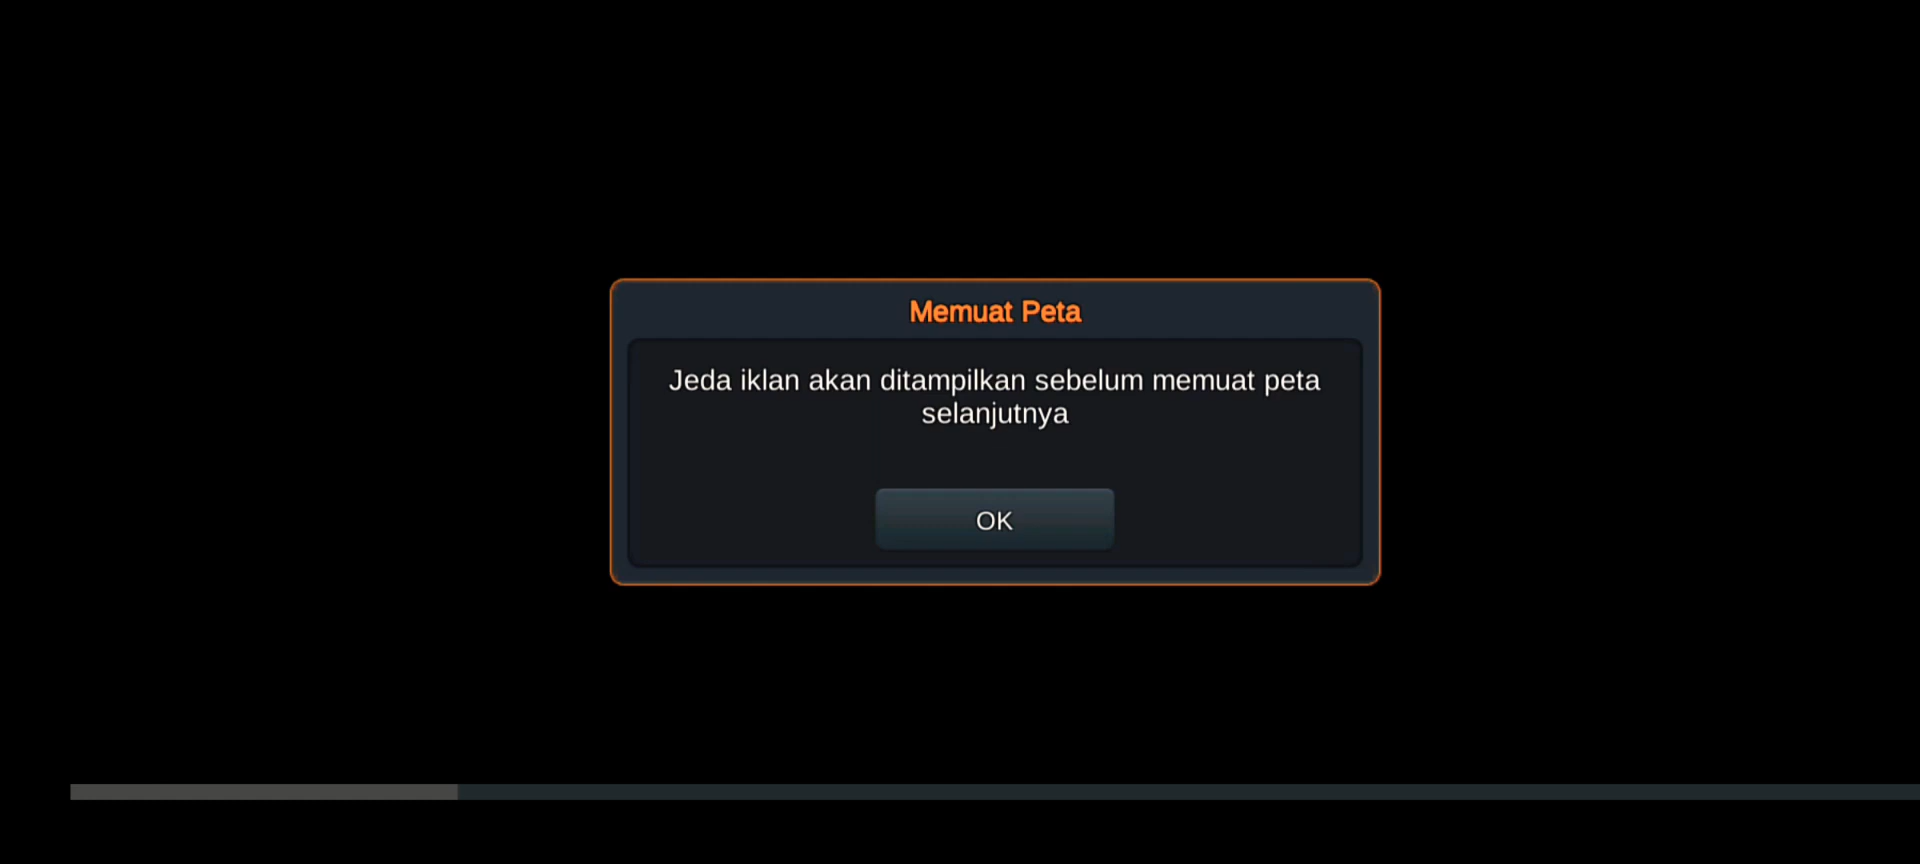 Memuat Peta
Jeda iklan akan ditampilkan sebelum memuat peta
selanjutnya
OK